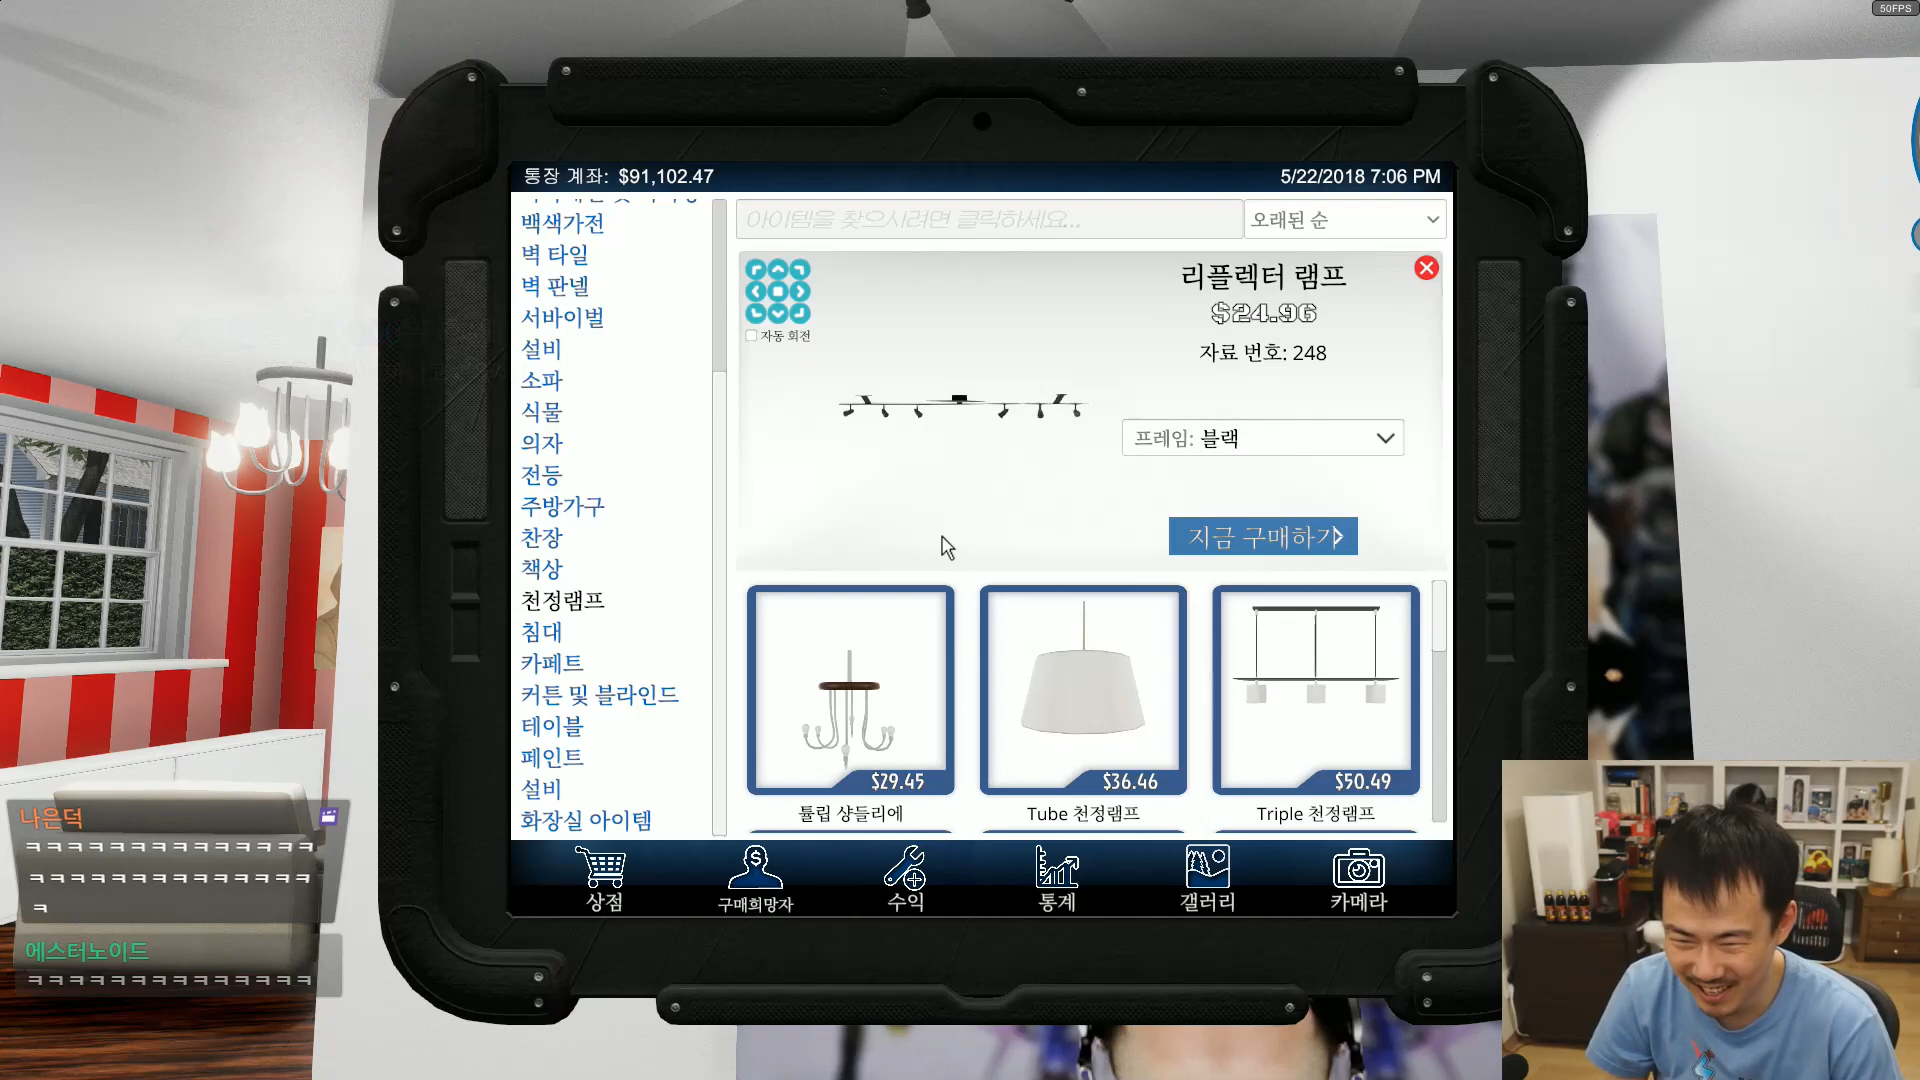 50FPS
통장 계좌: $91,102.47
5/22/2018 7:06 PM
백색가전
벽 타일
벽 판넬
서바이벌
설비
소파
식물
의자
전등
주방가구
찬장
책상
천정램프
침대
카페트
커튼 및 블라인드
테이블
페인트
설비
화장실 아이템
아이템을 찾으시려면 클릭하세요...
오래된 순
자동 회전
리플렉터 램프
$24.96
자료 번호: 248
프레임: 블랙
지금 구매하기
$29.45
튤립 샹들리에
$36.46
Tube 천정램프
$50.49
Triple 천정램프
상점
구매희망자
수익
통계
갤러리
카메라
나은덕
ㅋㅋㅋㅋㅋㅋㅋㅋㅋㅋㅋㅋㅋㅋ
ㅋㅋㅋㅋㅋㅋㅋㅋㅋㅋㅋㅋㅋㅋ
ㅋ
에스터노이드
ㅋㅋㅋㅋㅋㅋㅋㅋㅋㅋㅋㅋㅋㅋ